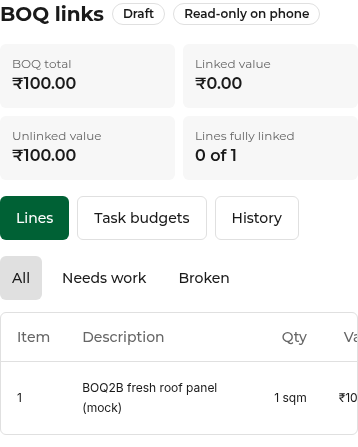 BOQ links Draft Read-only on phone
BOQ total Linked value
₹100.00 ₹0.00
Unlinked value Lines fully linked
₹100.00 0 of 1
Lines Task budgets History
All Needs work Broken
Item Description Qty
1 BOQ2B fresh roof panel (mock) 1 sqm